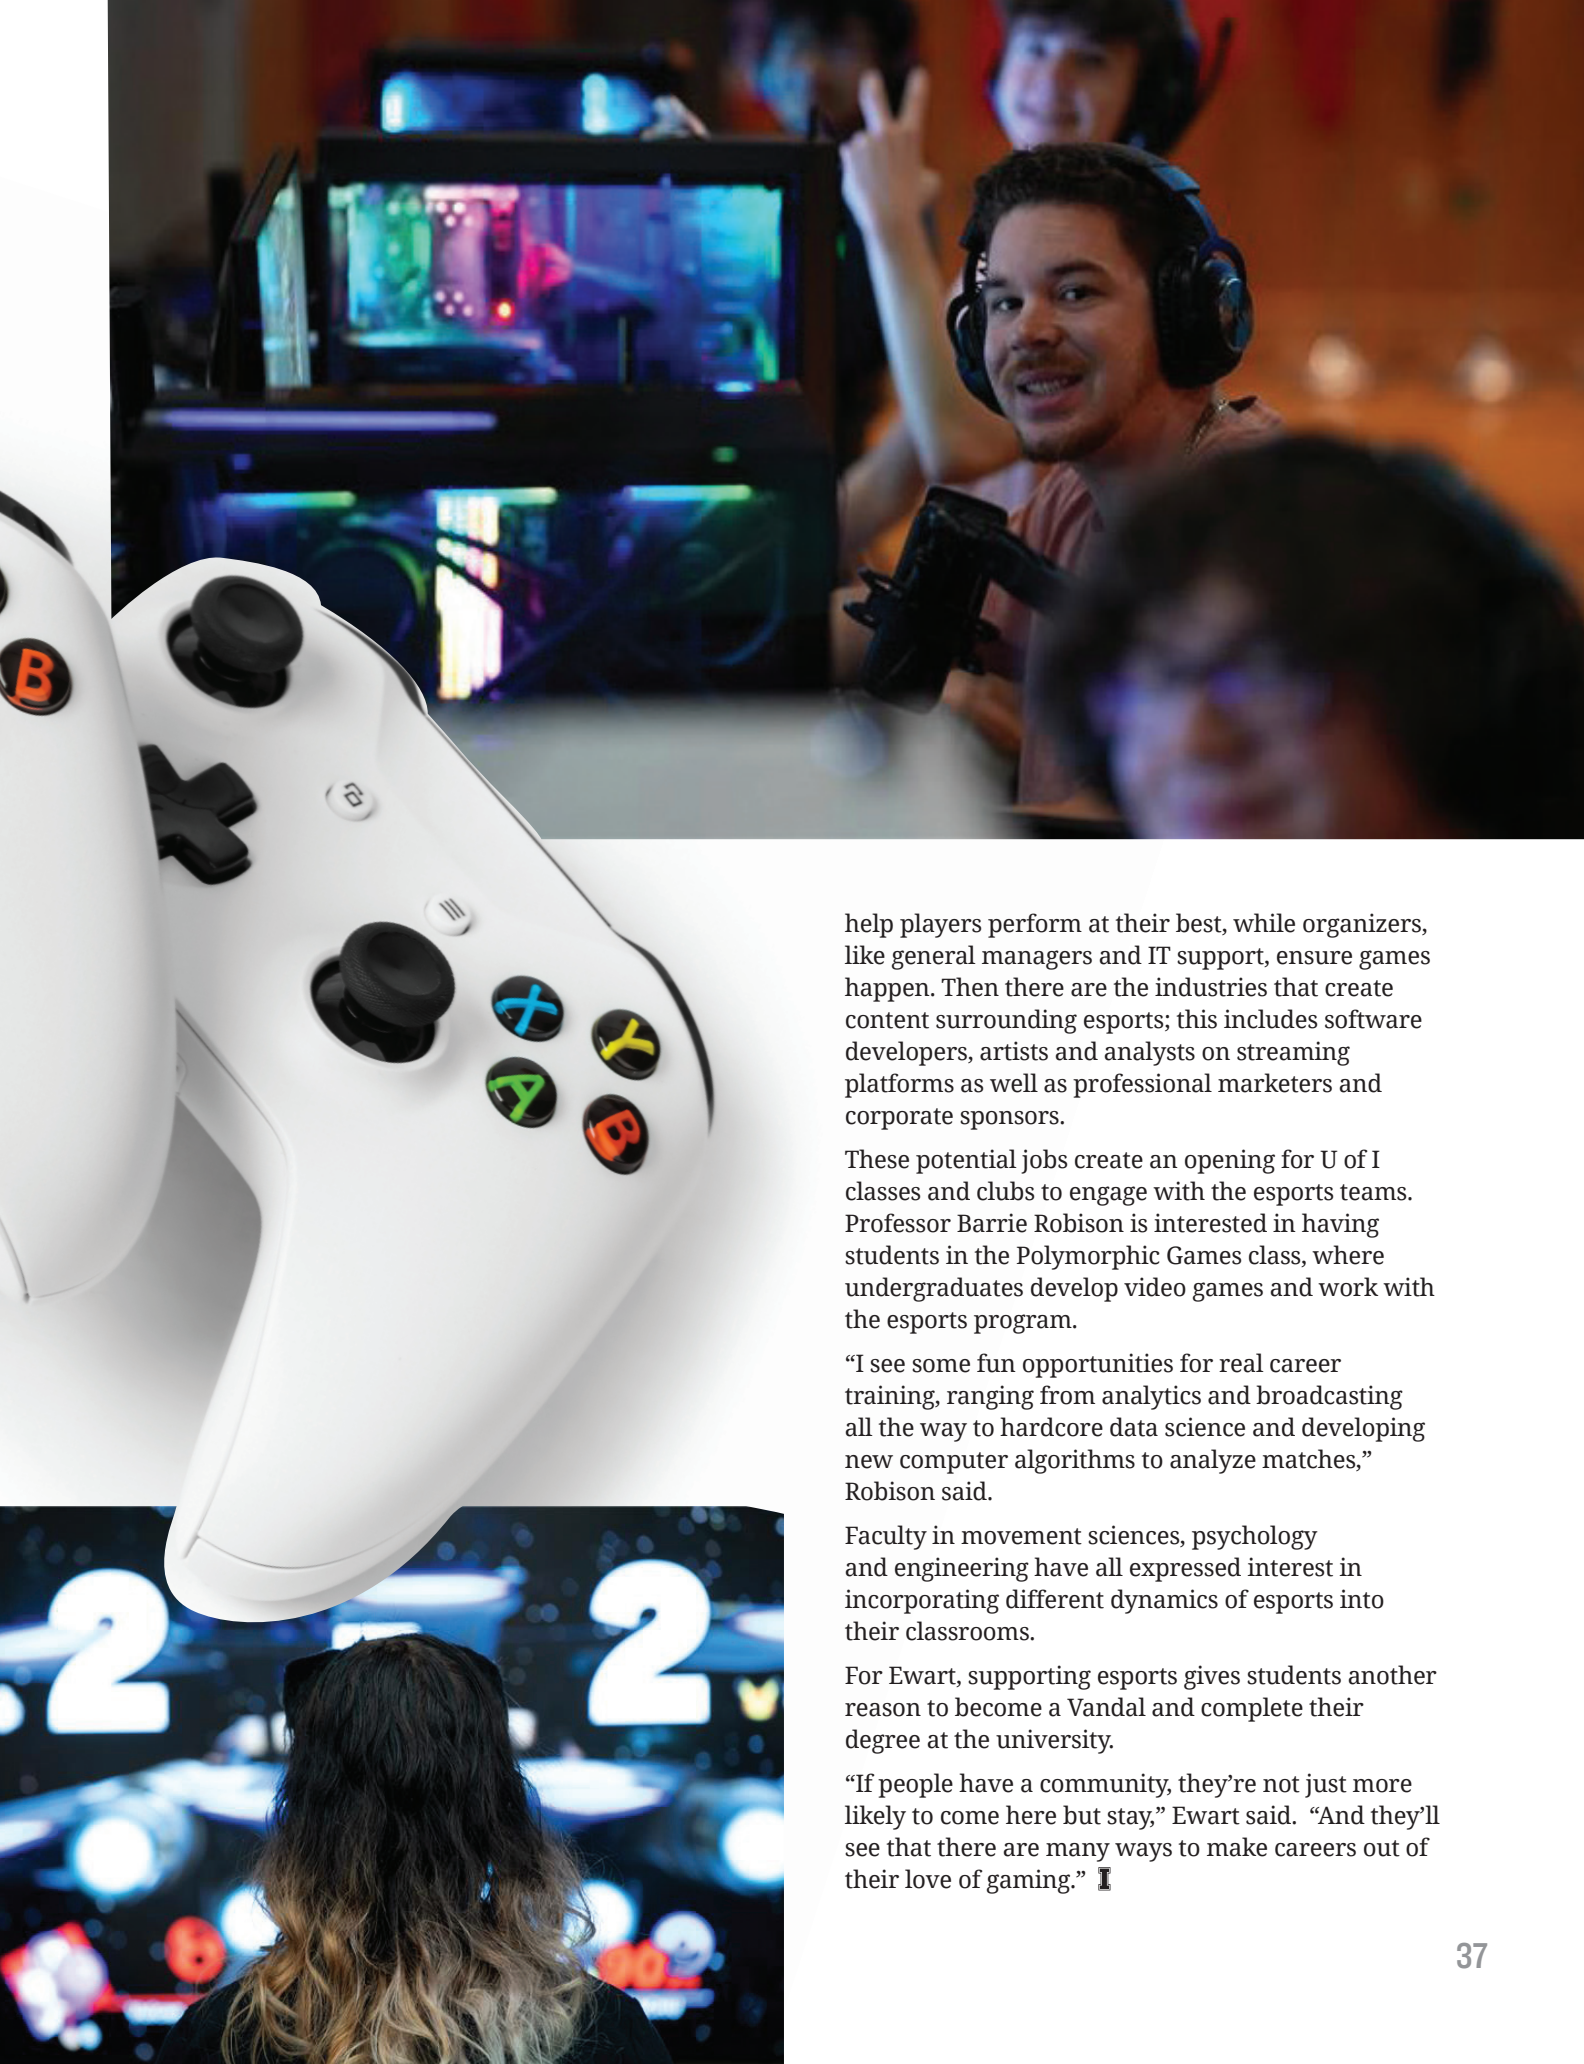 B
X
Y
A
B
2
2
help players perform at their best, while organizers,
like general managers and IT support, ensure games
happen. Then there are the industries that create
content surrounding esports; this includes software
developers, artists and analysts on streaming
platforms as well as professional marketers and
corporate sponsors.
These potential jobs create an opening for U of I
classes and clubs to engage with the esports teams.
Professor Barrie Robison is interested in having
students in the Polymorphic Games class, where
undergraduates develop video games and work with
the esports program.
“I see some fun opportunities for real career
training, ranging from analytics and broadcasting
all the way to hardcore data science and developing
new computer algorithms to analyze matches,”
Robison said.
Faculty in movement sciences, psychology
and engineering have all expressed interest in
incorporating different dynamics of esports into
their classrooms.
For Ewart, supporting esports gives students another
reason to become a Vandal and complete their
degree at the university.
“If people have a community, they’re not just more
likely to come here but stay,” Ewart said.  “And they’ll
see that there are many ways to make careers out of
their love of gaming.” I
37